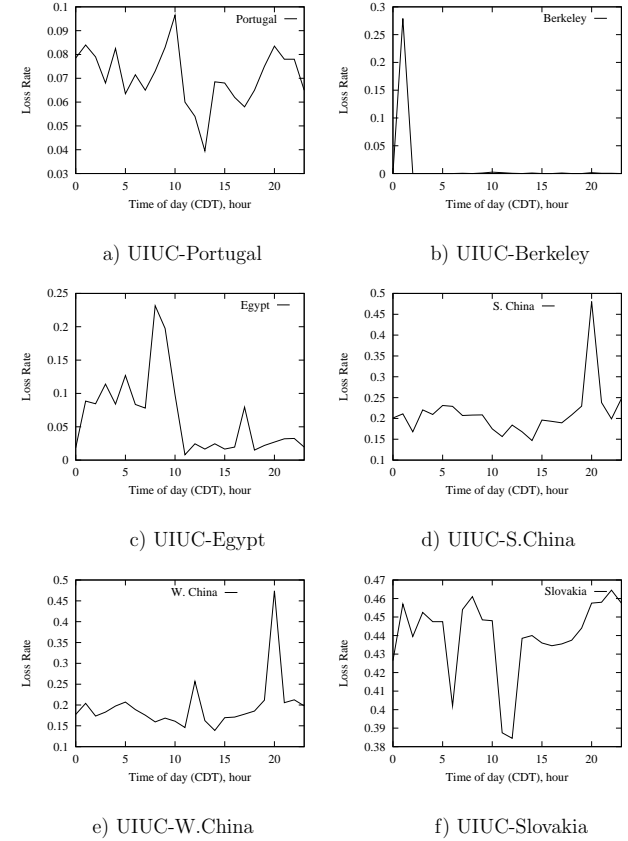 0.1
0.09
0.08
0.07
0.06
0.05
0.04
0.03
Loss Rate
Portugal
0 5 10 15 20
Time of day (CDT), hour
a) UIUC-Portugal
0.3
0.25
0.2
0.15
0.1
0.05
0
Loss Rate
Berkeley
0 5 10 15 20
Time of day (CDT), hour
b) UIUC-Berkeley
0.25
0.2
0.15
0.1
0.05
0
Loss Rate
Egypt
0 5 10 15 20
Time of day (CDT), hour
c) UIUC-Egypt
0.5
0.45
0.4
0.35
0.3
0.25
0.2
0.15
0.1
Loss Rate
S. China
0 5 10 15 20
Time of day (CDT), hour
d) UIUC-S.China
0.5
0.45
0.4
0.35
0.3
0.25
0.2
0.15
0.1
Loss Rate
W. China
0 5 10 15 20
Time of day (CDT), hour
e) UIUC-W.China
0.47
0.46
0.45
0.44
0.43
0.42
0.41
0.4
0.39
0.38
Loss Rate
Slovakia
0 5 10 15 20
Time of day (CDT), hour
f) UIUC-Slovakia